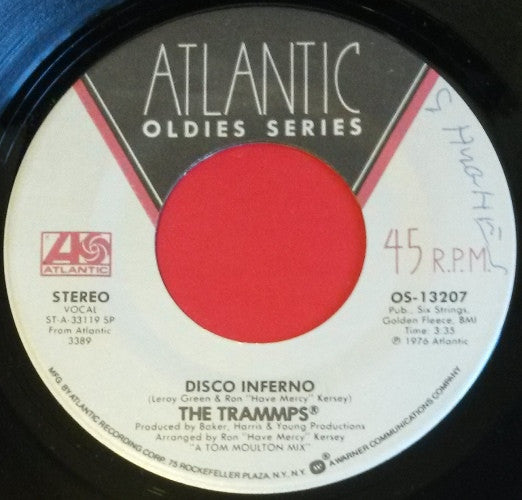 ATLANTIC
OLDIES SERIES
ATLANTIC
45 R.P.M.
STEREO
VOCAL
ST-A-33119 SP
From Atlantic
3389
OS-13207
Pub., Six Strings,
Golden Fleece, BMI
Time: 3:35
℗ 1976 Atlantic
DISCO INFERNO
(Leroy Green & Ron "Have Mercy" Kersey)
THE TRAMMPS®
Produced by Baker, Harris & Young Productions
Arranged by Ron "Have Mercy" Kersey
"A TOM MOULTON MIX"
MFG. BY ATLANTIC RECORDING CORP. 75 ROCKEFELLER PLAZA, N.Y., N.Y. A WARNER COMMUNICATIONS COMPANY